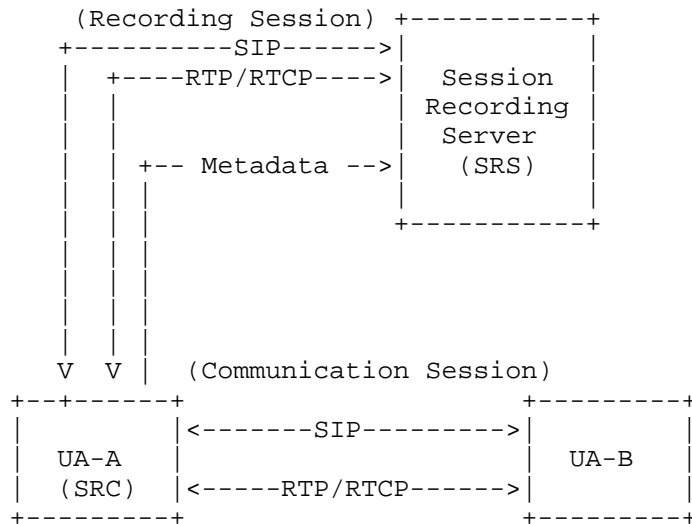 (Recording Session) +-----------+
+----------SIP------>|           |
|  +----RTP/RTCP---->|  Session  |
|  |                 | Recording |
|  |                 |  Server   |
|  | +-- Metadata -->|   (SRS)   |
|  | |               |           |
|  | |               +-----------+
|  | |
|  | |
|  | |
|  | |
V  V |  (Communication Session)
+--+------+                      +---------+
|         |<-------SIP--------->|         |
|  UA-A   |                     |  UA-B   |
|  (SRC)  |<-----RTP/RTCP------>|         |
+---------+                      +---------+